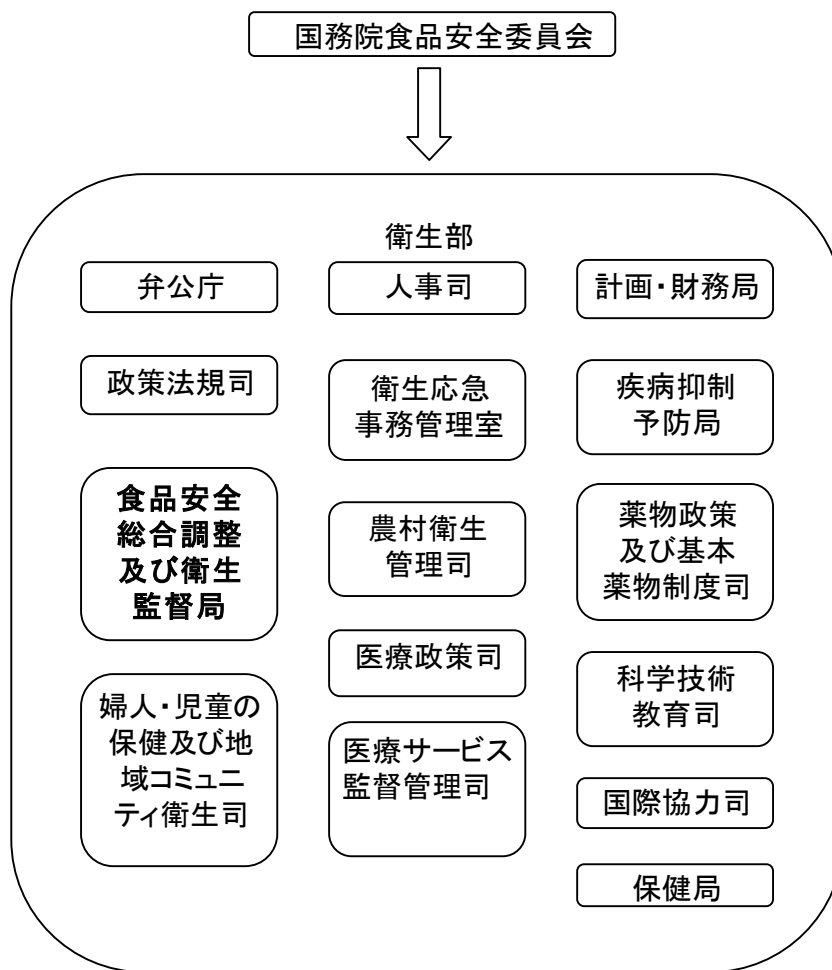 国務院食品安全委員会
衛生部
弁公庁
人事司
計画・財務局
政策法規司
衛生応急
事務管理室
疾病抑制
予防局
食品安全
総合調整
及び衛生
監督局
農村衛生
管理司
薬物政策
及び基本
薬物制度司
医療政策司
婦人・児童の
保健及び地
域コミュニ
ティ衛生司
医療サービス
監督管理司
科学技術
教育司
国際協力司
保健局